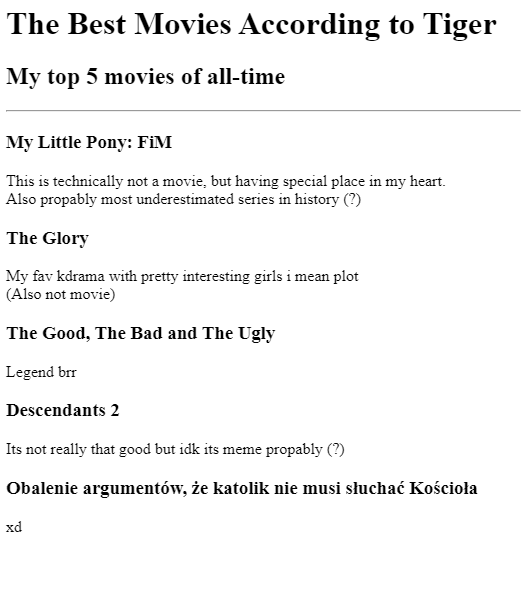 The Best Movies According to Tiger
My top 5 movies of all-time
My Little Pony: FiM
This is technically not a movie, but having special place in my heart.
Also propably most underestimated series in history (?)
The Glory
My fav kdrama with pretty interesting girls i mean plot
(Also not movie)
The Good, The Bad and The Ugly
Legend brr
Descendants 2
Its not really that good but idk its meme propably (?)
Obalenie argumentów, że katolik nie musi słuchać Kościoła
xd